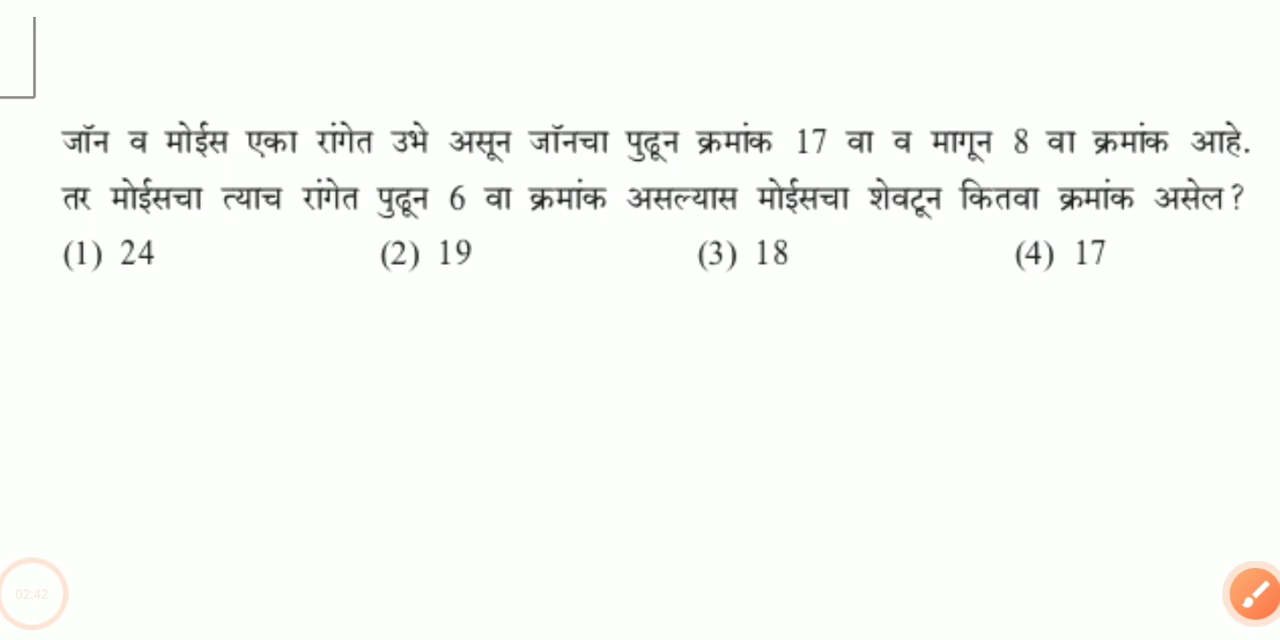 जॉन व मोईस एका रांगेत उभे असून जॉनचा पुढून क्रमांक 17 वा व मागून 8 वा क्रमांक आहे.
तर मोईसचा त्याच रांगेत पुढून 6 वा क्रमांक असल्यास मोईसचा शेवटून कितवा क्रमांक असेल?
(1) 24 (2) 19 (3) 18 (4) 17
02:42